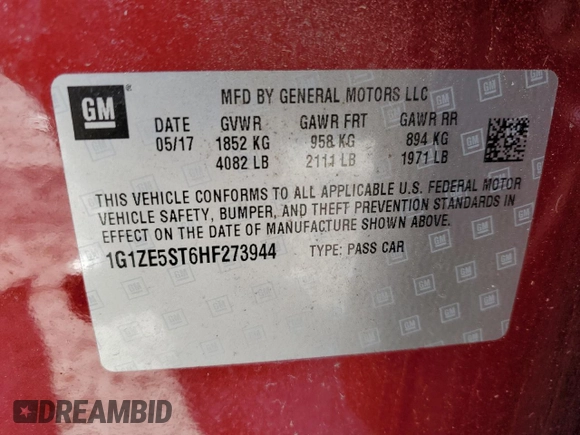 GM
MFD BY GENERAL MOTORS LLC
DATE GVWR GAWR FRT GAWR RR
05/17 1852 KG 958 KG 894 KG
4082 LB 2111 LB 1971 LB
THIS VEHICLE CONFORMS TO ALL APPLICABLE U.S. FEDERAL MOTOR
VEHICLE SAFETY, BUMPER, AND THEFT PREVENTION STANDARDS IN
EFFECT ON THE DATE OF MANUFACTURE SHOWN ABOVE.
1G1ZE5ST6HF273944 TYPE: PASS CAR
DREAMBID